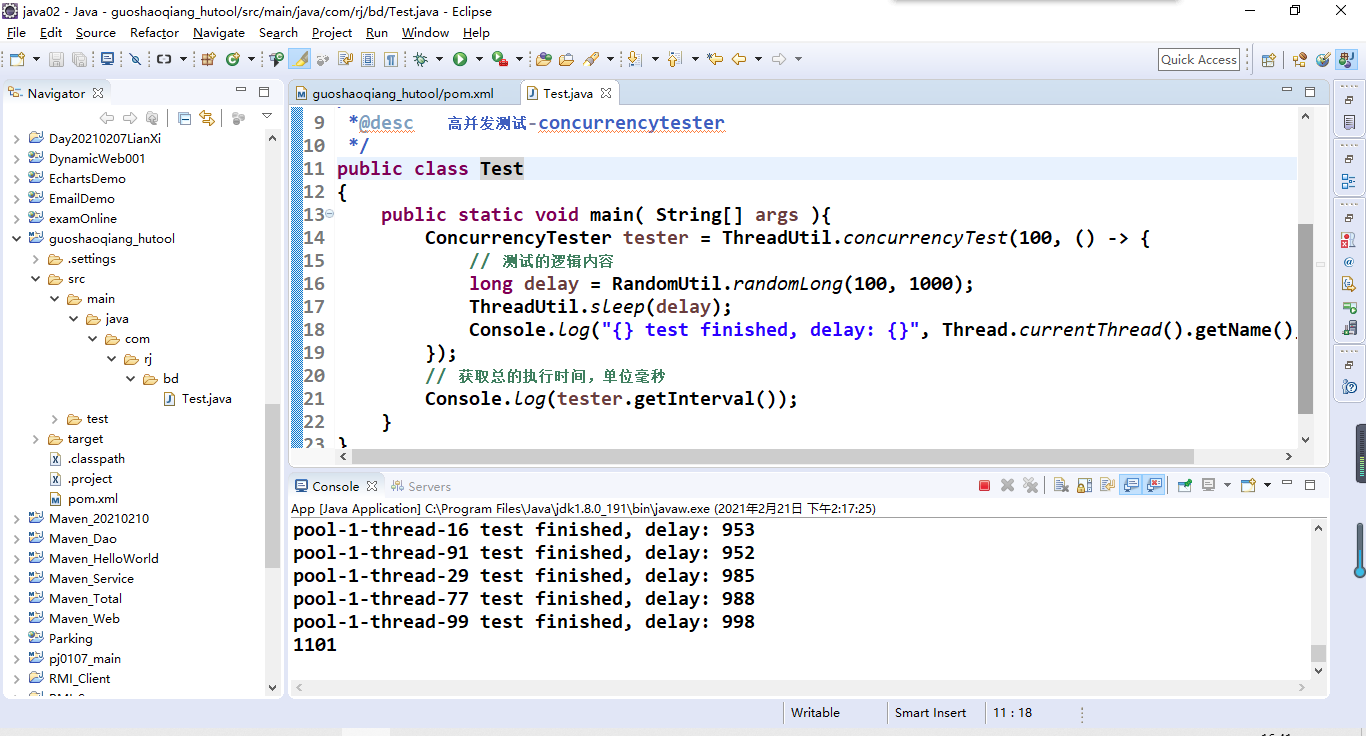 java02 - Java - guoshaoqiang_hutool/src/main/java/com/rj/bd/Test.java - Eclipse
File Edit Source Refactor Navigate Search Project Run Window Help
Quick Access
Navigator
Day20210207LianXi
DynamicWeb001
EchartsDemo
EmailDemo
examOnline
guoshaoqiang_hutool
.settings
src
main
java
com
rj
bd
Test.java
test
target
.classpath
.project
pom.xml
Maven_20210210
Maven_Dao
Maven_HelloWorld
Maven_Service
Maven_Total
Maven_Web
Parking
pj0107_main
RMI_Client
guoshaoqiang_hutool/pom.xml
Test.java
9 *@desc 高并发测试-concurrencytester
10 */
11 public class Test
12 {
13 public static void main( String[] args ){
14 ConcurrencyTester tester = ThreadUtil.concurrencyTest(100, () -> {
15 // 测试的逻辑内容
16 long delay = RandomUtil.randomLong(100, 1000);
17 ThreadUtil.sleep(delay);
18 Console.log("{} test finished, delay: {}", Thread.currentThread().getName(),
19 });
20 // 获取总的执行时间，单位毫秒
21 Console.log(tester.getInterval());
22 }
23 }
Console Servers
App [Java Application] C:\Program Files\Java\jdk1.8.0_191\bin\javaw.exe (2021年2月21日 下午2:17:25)
pool-1-thread-16 test finished, delay: 953
pool-1-thread-91 test finished, delay: 952
pool-1-thread-29 test finished, delay: 985
pool-1-thread-77 test finished, delay: 988
pool-1-thread-99 test finished, delay: 998
1101
Writable Smart Insert 11 : 18